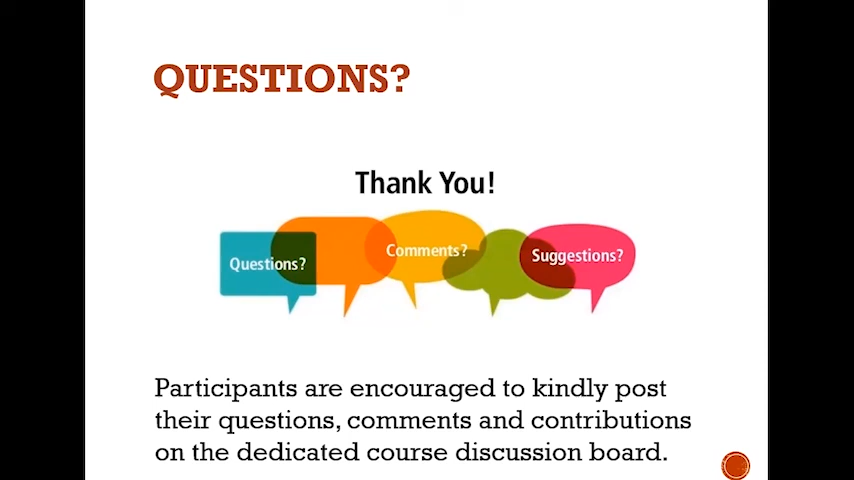 QUESTIONS?
Thank You!
Questions?
Comments?
Suggestions?
Participants are encouraged to kindly post
their questions, comments and contributions
on the dedicated course discussion board.